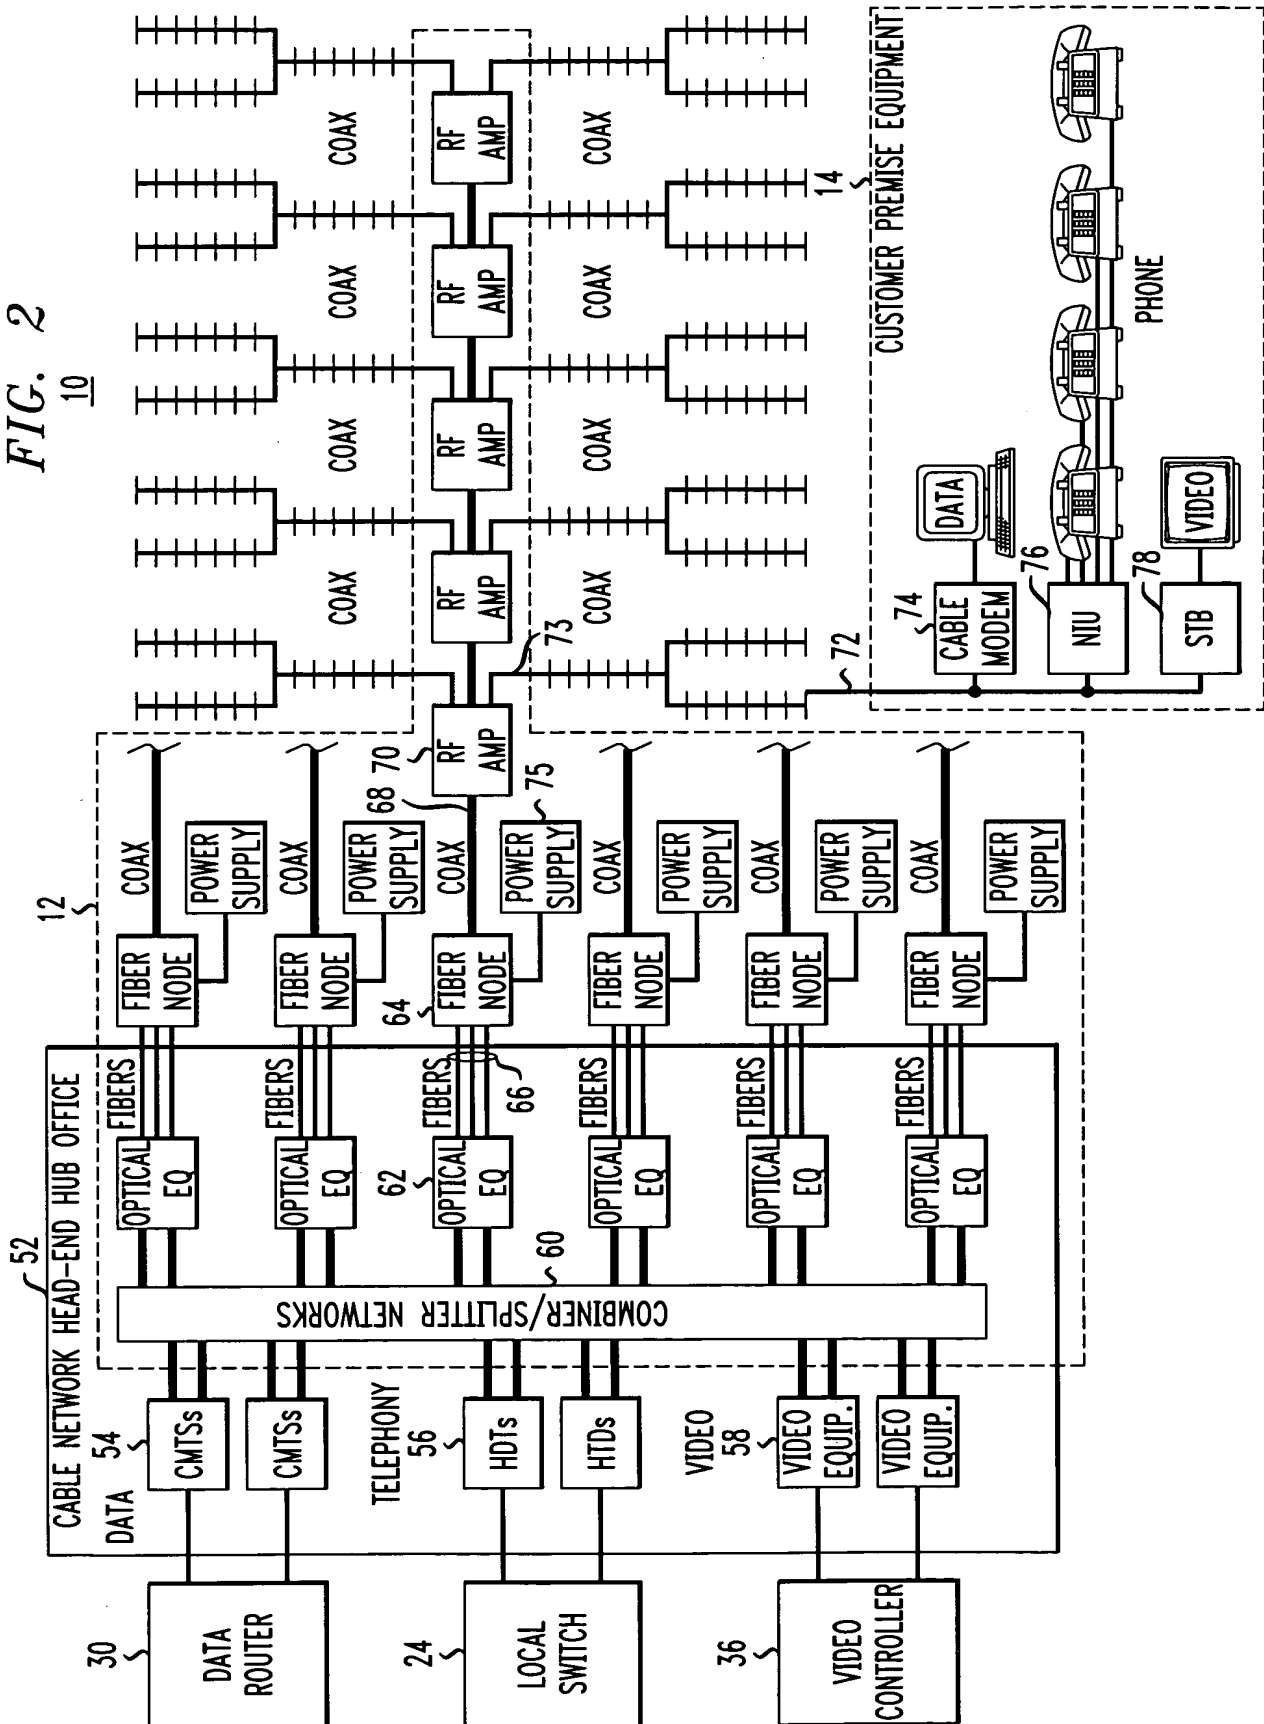 FIG. 2
10
CABLE NETWORK HEAD-END HUB OFFICE
52
12
30
DATA
ROUTER
24
LOCAL
SWITCH
36
VIDEO
CONTROLLER
DATA
54
CMTSs
CMTSs
TELEPHONY
56
HDTs
HTDs
VIDEO
58
VIDEO
EQUIP.
VIDEO
EQUIP.
COMBINER/SPLITTER NETWORKS
60
OPTICAL
EQ
FIBERS
FIBER
NODE
COAX
POWER
SUPPLY
OPTICAL
EQ
FIBERS
FIBER
NODE
COAX
POWER
SUPPLY
62
OPTICAL
EQ
FIBERS
66
64
FIBER
NODE
COAX
68
POWER
SUPPLY
75
OPTICAL
EQ
FIBERS
FIBER
NODE
COAX
POWER
SUPPLY
OPTICAL
EQ
FIBERS
FIBER
NODE
COAX
POWER
SUPPLY
OPTICAL
EQ
FIBERS
FIBER
NODE
COAX
POWER
SUPPLY
70
RF
AMP
RF
AMP
RF
AMP
RF
AMP
RF
AMP
COAX
COAX
COAX
COAX
73
COAX
COAX
COAX
COAX
72
14
CUSTOMER PREMISE EQUIPMENT
74
CABLE
MODEM
DATA
76
NIU
PHONE
78
STB
VIDEO